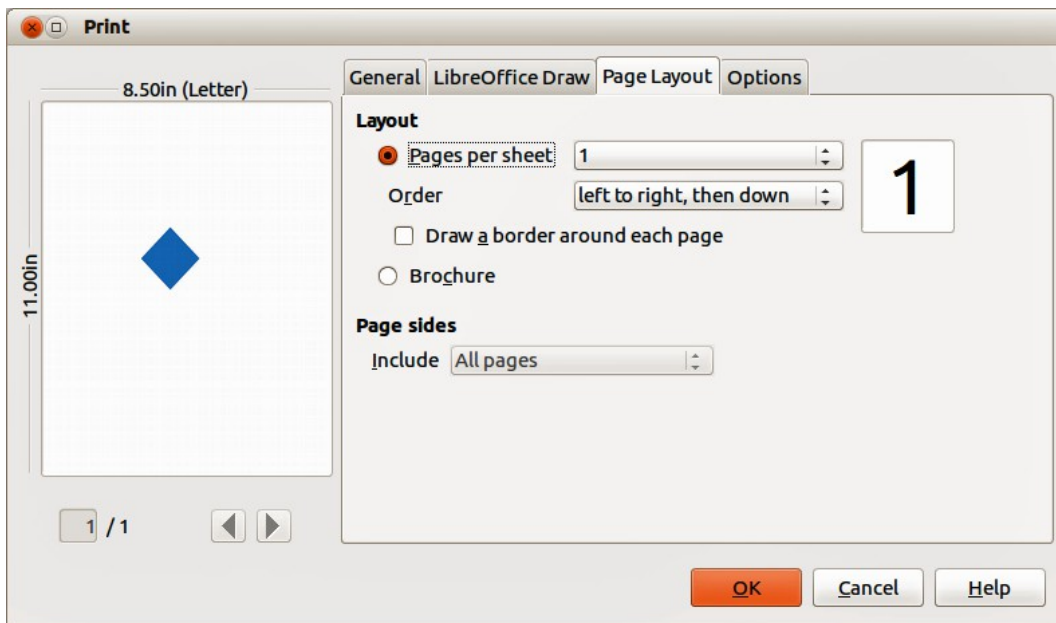 Print
8.50in (Letter)
11.00in
1 / 1
General LibreOffice Draw Page Layout Options
Layout
Pages per sheet 1
Order left to right, then down
1
Draw a border around each page
Brochure
Page sides
Include All pages
OK Cancel Help